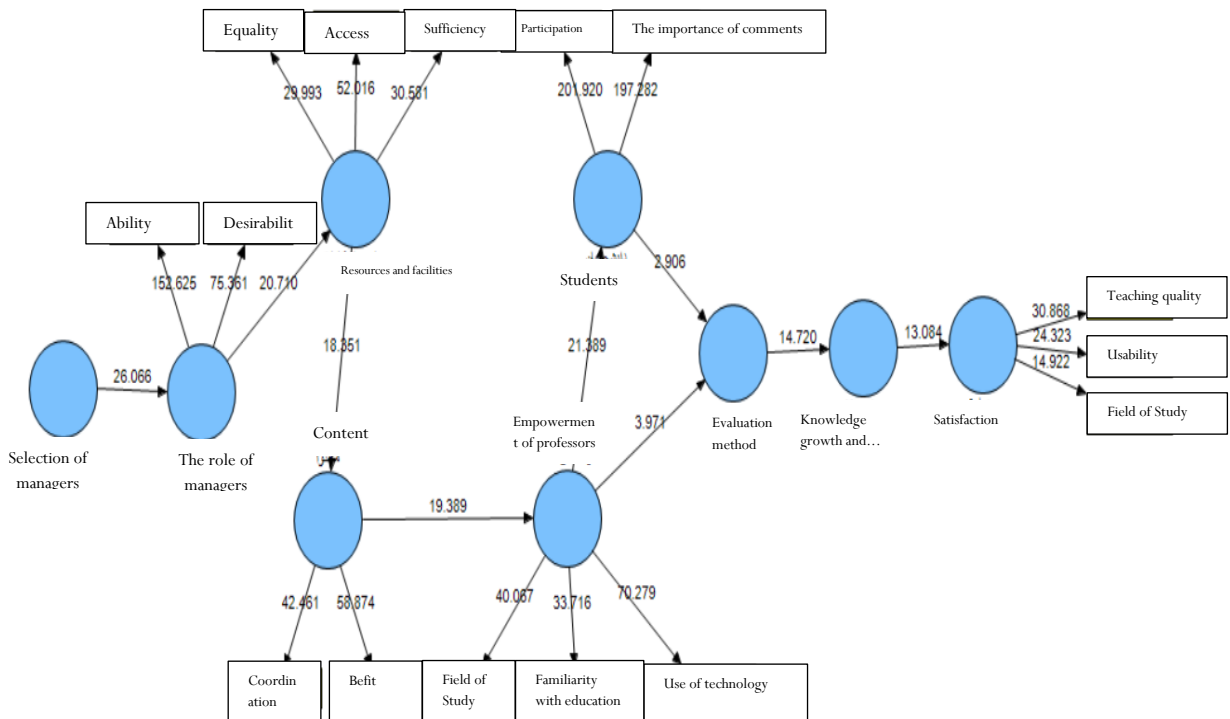 Equality
Access
Sufficiency
Participation
The importance of comments
29.993
52.016
30.531
201.920
197.282
Ability
Desirabilit
152.625
75.361
20.710
Resources and facilities
Students
2.906
Teaching quality
30.868
24.323
Usability
14.922
Field of Study
18.351
21.389
14.720
13.084
26.066
Selection of
managers
The role of
managers
Content
Empowermen
t of professors
3.971
Evaluation
method
Knowledge
growth and…
Satisfaction
19.389
42.461
58.874
40.067
33.716
70.279
Coordin
ation
Befit
Field of
Study
Familiarity
with education
Use of technology